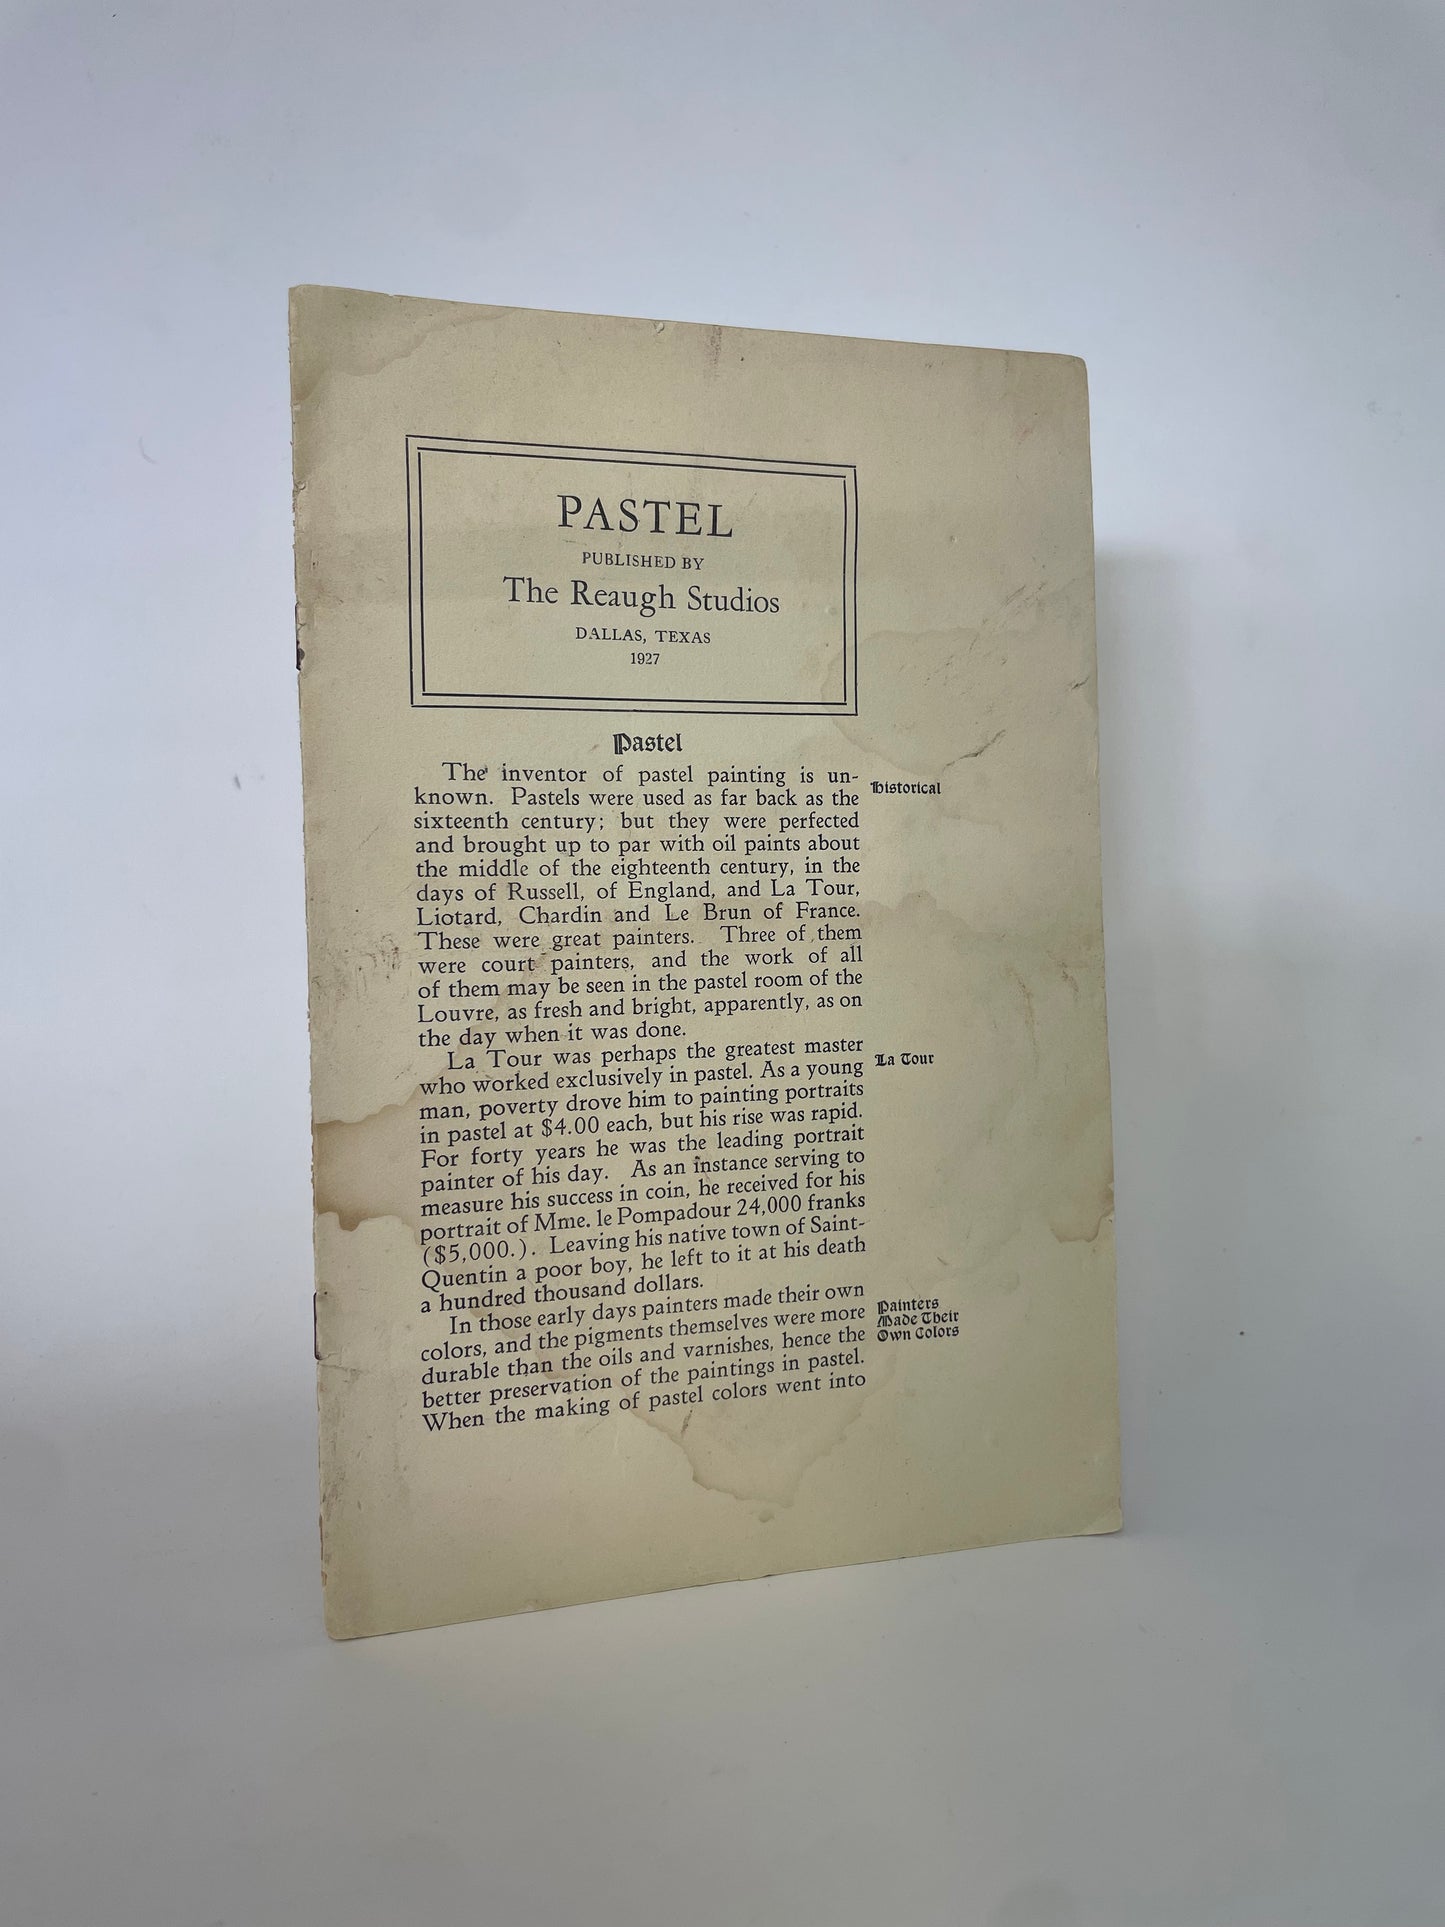 PASTEL
PUBLISHED BY
The Reaugh Studios
DALLAS, TEXAS
1927
Pastel
The inventor of pastel painting is un-
known. Pastels were used as far back as the
sixteenth century; but they were perfected
and brought up to par with oil paints about
the middle of the eighteenth century, in the
days of Russell, of England, and La Tour,
Liotard, Chardin and Le Brun of France.
These were great painters. Three of them
were court painters, and the work of all
of them may be seen in the pastel room of the
Louvre, as fresh and bright, apparently, as on
the day when it was done.
Historical
La Tour was perhaps the greatest master
who worked exclusively in pastel. As a young
man, poverty drove him to painting portraits
in pastel at $4.00 each, but his rise was rapid.
For forty years he was the leading portrait
painter of his day. As an instance serving to
measure his success in coin, he received for his
portrait of Mme. le Pompadour 24,000 franks
($5,000.). Leaving his native town of Saint-
Quentin a poor boy, he left to it at his death
a hundred thousand dollars.
La Tour
In those early days painters made their own
colors, and the pigments themselves were more
durable than the oils and varnishes, hence the
better preservation of the paintings in pastel.
When the making of pastel colors went into
Painters
Made Their
Own Colors